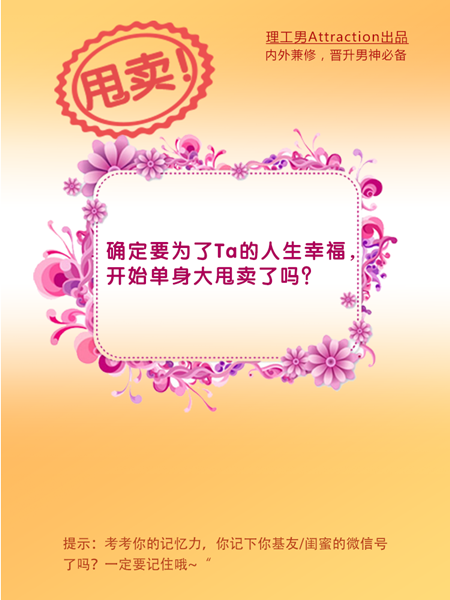 理工男Attraction出品
内外兼修，晋升男神必备
甩卖！
确定要为了Ta的人生幸福，
开始单身大甩卖了吗？
提示：考考你的记忆力，你记下你基友/闺蜜的微信号
了吗？一定要记住哦~〞